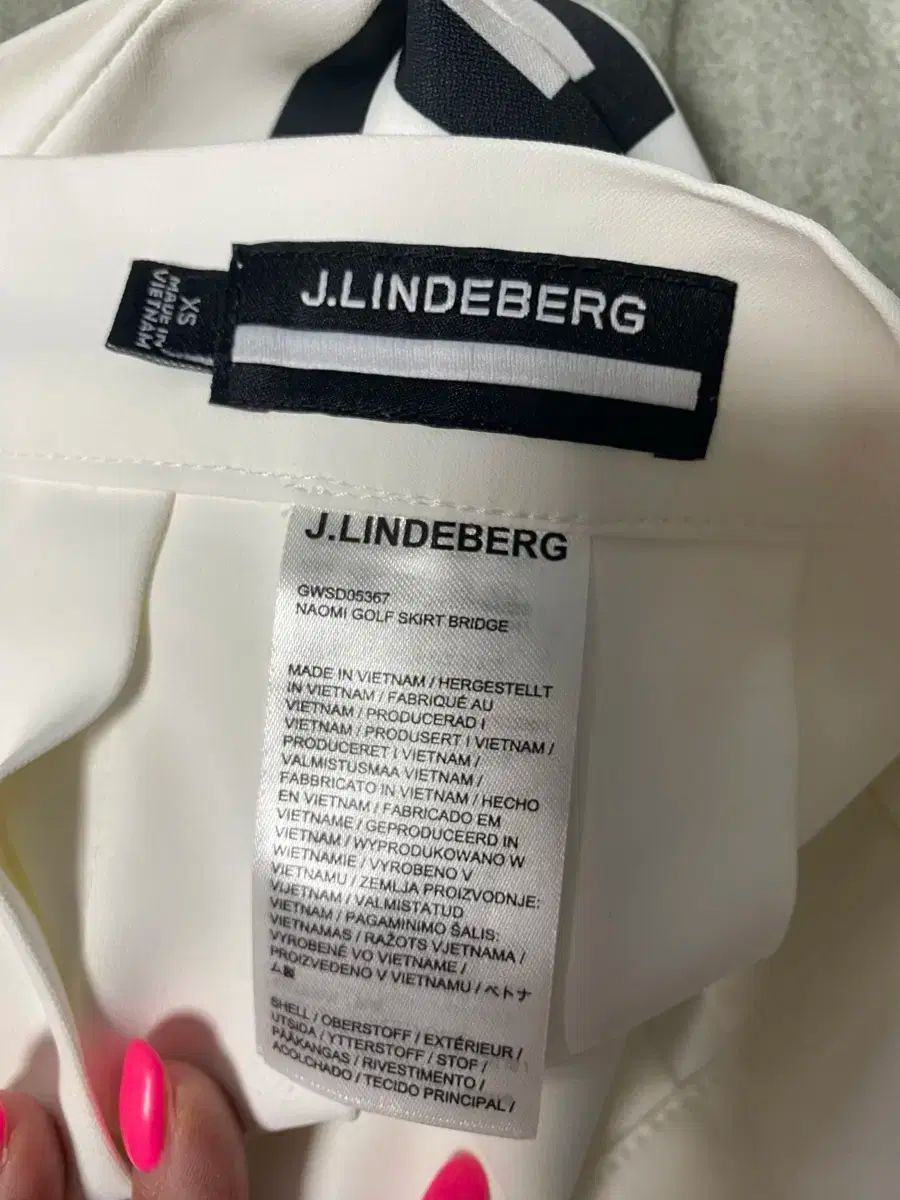 J.LINDEBERG
XS
MADE IN
VIETNAM
J.LINDEBERG
GWSD05367
NAOMI GOLF SKIRT BRIDGE
MADE IN VIETNAM / HERGESTELLT
IN VIETNAM / FABRIQUÉ AU
VIETNAM / PRODUCERAD I
VIETNAM / PRODUSERT I VIETNAM /
PRODUCERET I VIETNAM /
VALMISTUSMAA VIETNAM /
FABBRICATO IN VIETNAM / HECHO
EN VIETNAM / FABRICADO EM
VIETNAME / GEPRODUCEERD IN
VIETNAM / WYPRODUKOWANO W
WIETNAMIE / VYROBENO V
VIETNAMU / ZEMLJA PROIZVODNJE:
VIJETNAM / VALMISTATUD
VIETNAM / PAGAMINIMO ŠALIS:
VIETNAMAS / RAŽOTS VJETNAMA /
VYROBENÉ VO VIETNAME /
PROIZVEDENO V VIETNAMU / ベトナ
ム製
SHELL / OBERSTOFF / EXTÉRIEUR /
UTSIDA / YTTERSTOFF / STOF /
PÄÄKANGAS / RIVESTIMENTO /
ACOLCHADO / TECIDO PRINCIPAL /